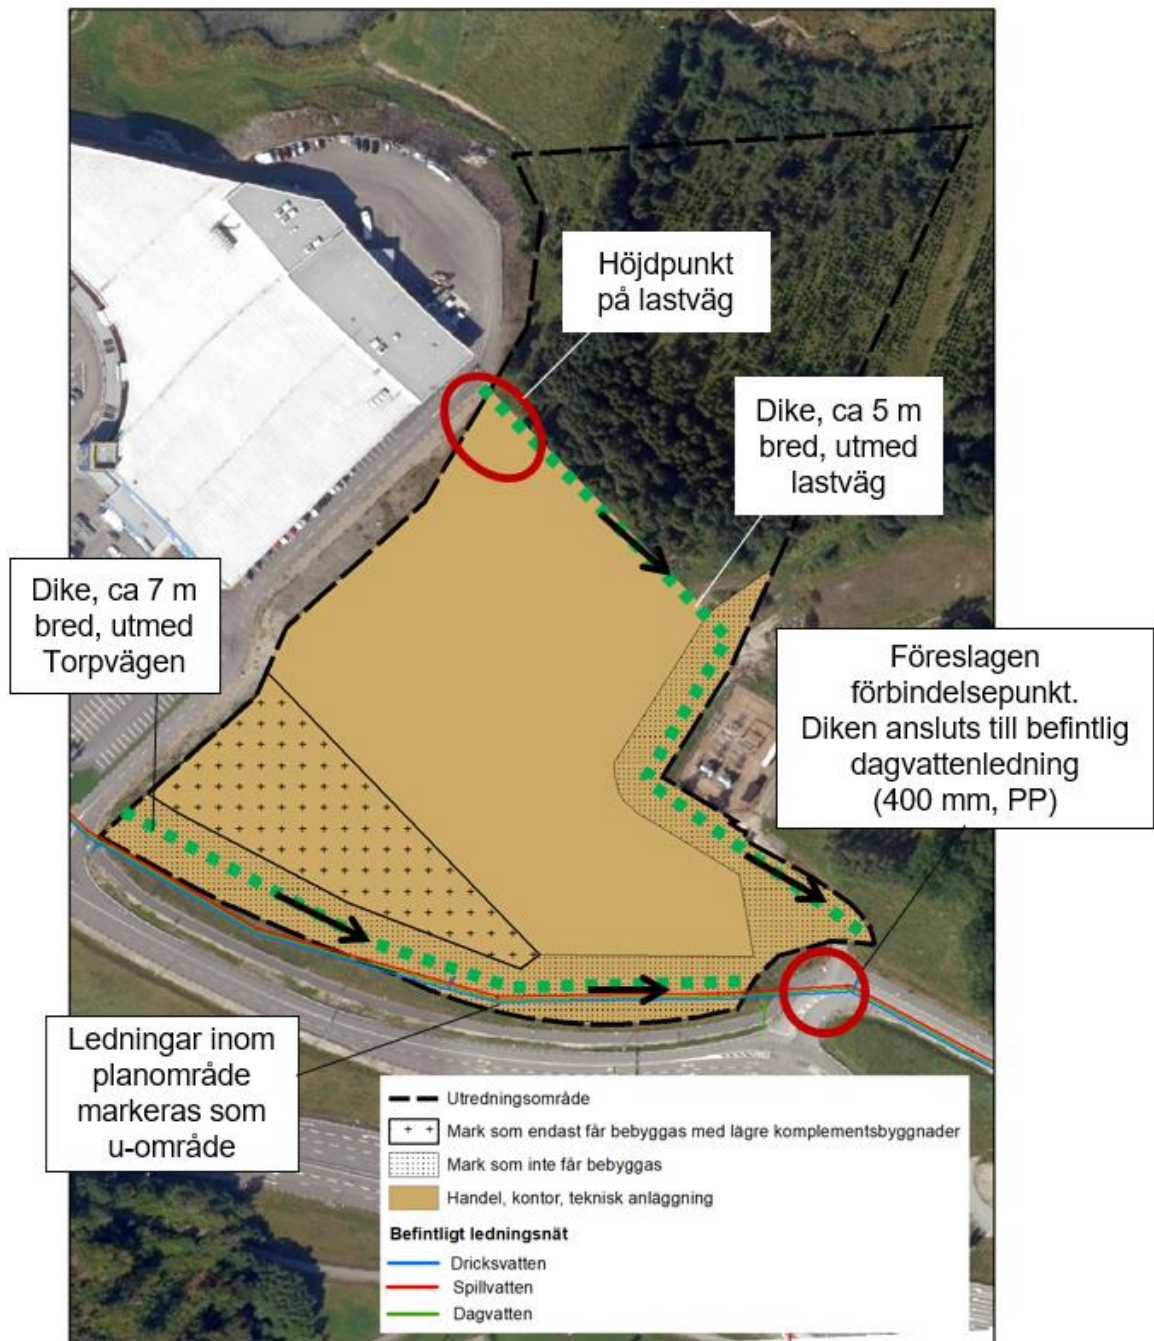 Höjdpunkt
på lastväg
Dike, ca 5 m
bred, utmed
lastväg
Dike, ca 7 m
bred, utmed
Torpvägen
Föreslagen
förbindelsepunkt.
Diken ansluts till befintlig
dagvattenledning
(400 mm, PP)
Ledningar inom
planområde
markeras som
u-område
Utredningsområde
Mark som endast får bebyggas med lägre komplementsbyggnader
Mark som inte får bebyggas
Handel, kontor, teknisk anläggning
Befintligt ledningsnät
Dricksvatten
Spillvatten
Dagvatten